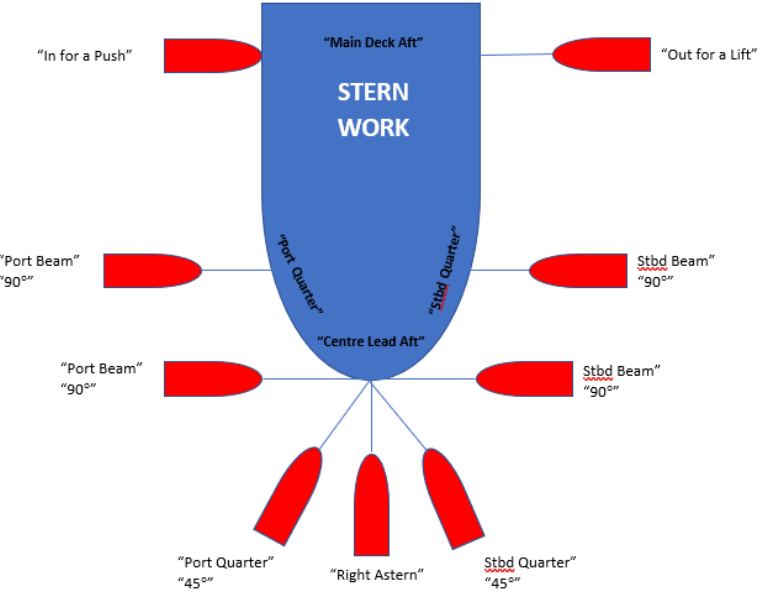 “Main Deck Aft”
“In for a Push”
“Out for a Lift”
STERN
WORK
“Port Quarter”
“Stbd Quarter”
“Port Beam”
“90°”
Stbd Beam”
“90°”
“Centre Lead Aft”
“Port Beam”
“90°”
Stbd Beam”
“90°”
“Port Quarter”
“45°”
“Right Astern”
Stbd Quarter”
“45°”